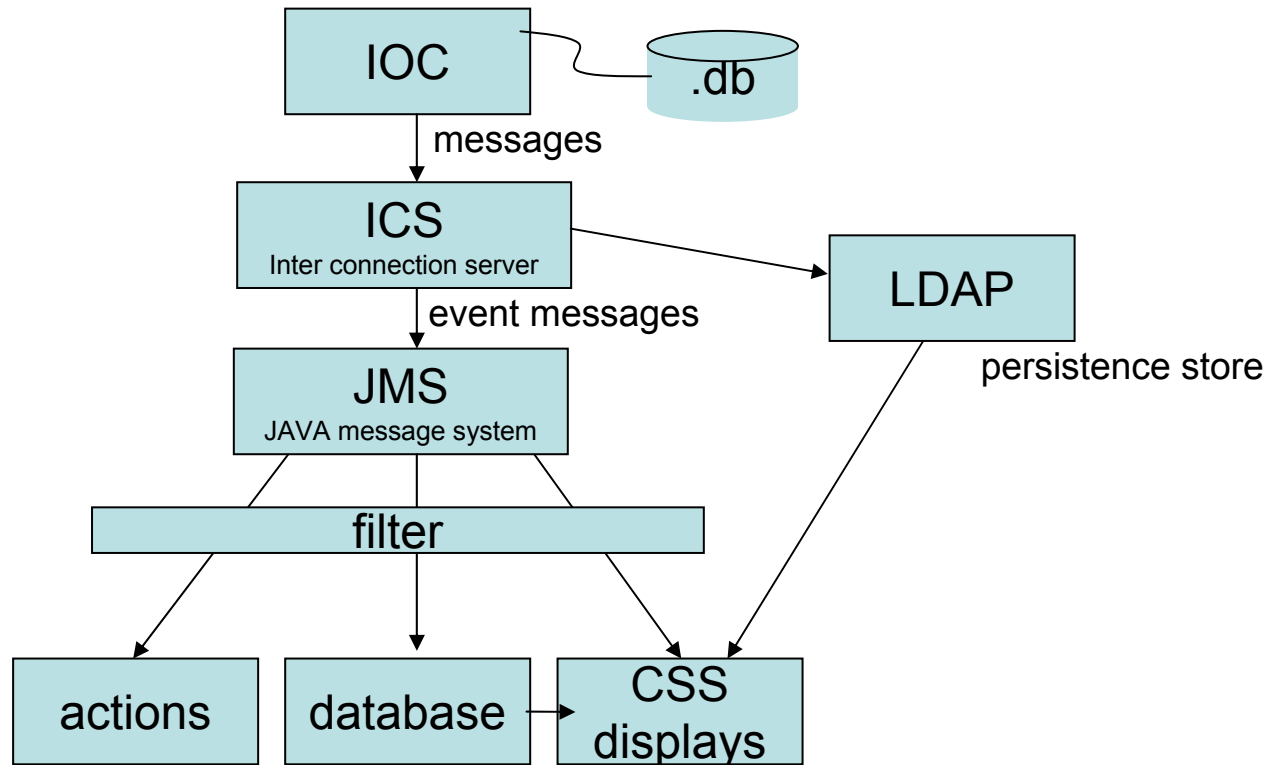 IOC
.db
messages
ICS
Inter connection server
LDAP
event messages
persistence store
JMS
JAVA message system
filter
actions
database
CSS
displays